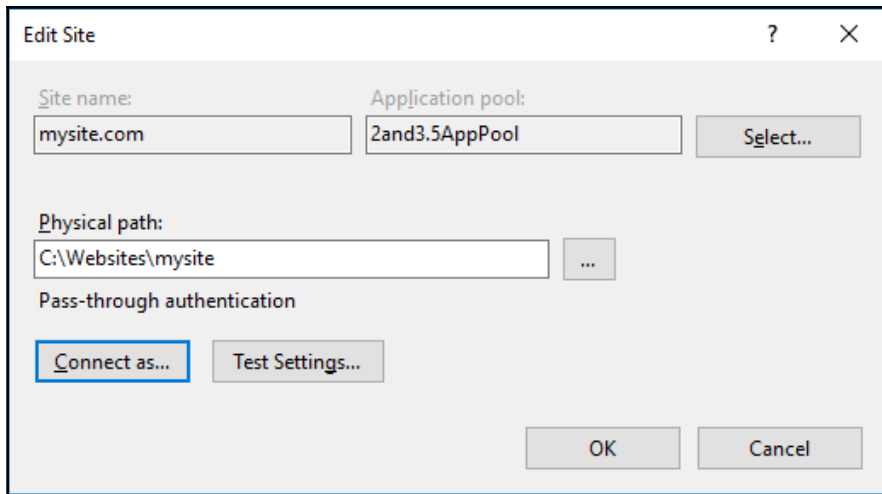 Edit Site
?
Site name:
Application pool:
mysite.com
2and3.5AppPool
Select...
Physical path:
C:\Websites\mysite
...
Pass-through authentication
Connect as...
Test Settings...
OK
Cancel